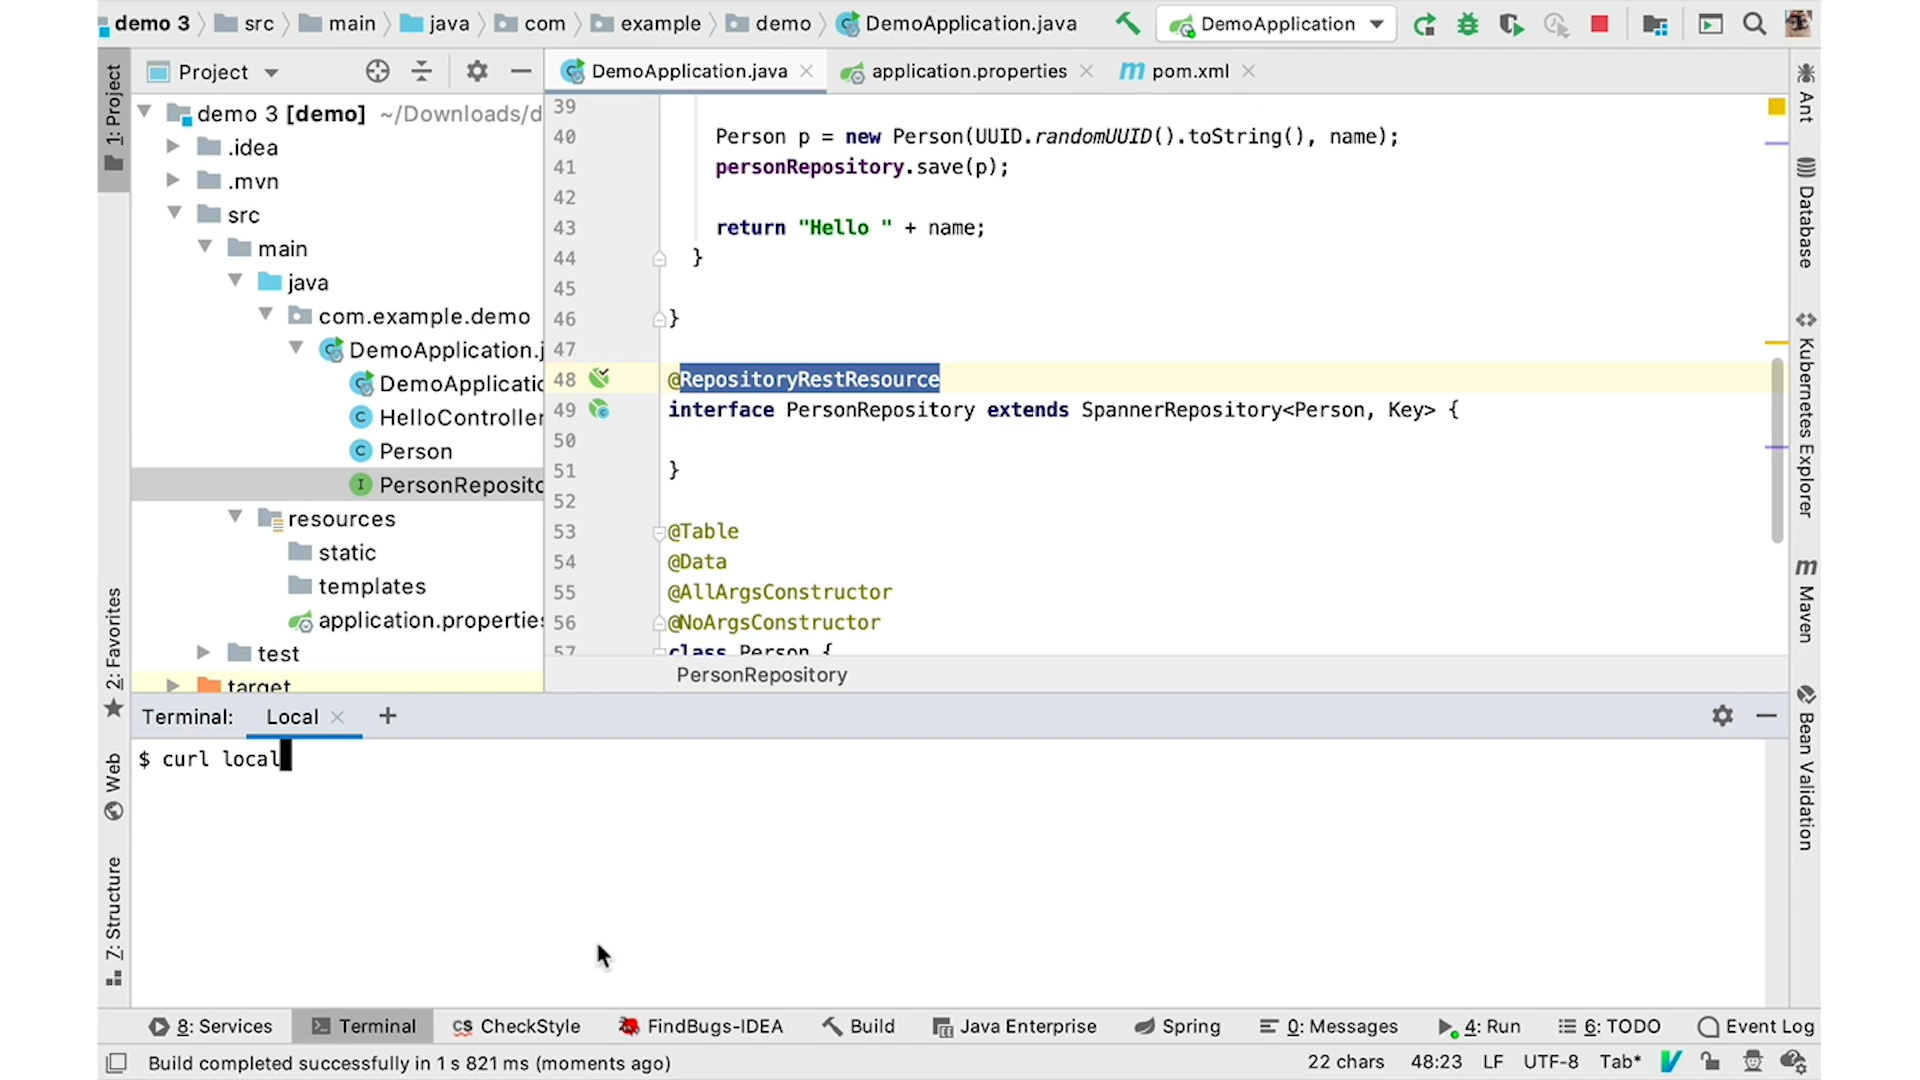 demo 3 src main java com example demo DemoApplication.java DemoApplication
Project
DemoApplication.java application.properties pom.xml
demo 3 [demo] ~/Downloads/d
.idea
.mvn
src
main
java
com.example.demo
DemoApplication.j
DemoApplicatio
HelloController
Person
PersonReposito
resources
static
templates
application.properties
test
target
39
40 Person p = new Person(UUID.randomUUID().toString(), name);
41 personRepository.save(p);
42
43 return "Hello " + name;
44 }
45
46 }
47
48 @RepositoryRestResource
49 interface PersonRepository extends SpannerRepository<Person, Key> {
50
51 }
52
53 @Table
54 @Data
55 @AllArgsConstructor
56 @NoArgsConstructor
57 class Person {
PersonRepository
1: Project
2: Favorites
Web
Z: Structure
Ant
Database
Kubernetes Explorer
m Maven
Bean Validation
Terminal: Local +
$ curl local
8: Services Terminal CS CheckStyle FindBugs-IDEA Build Java Enterprise Spring 0: Messages 4: Run 6: TODO Event Log
Build completed successfully in 1 s 821 ms (moments ago) 22 chars 48:23 LF UTF-8 Tab*